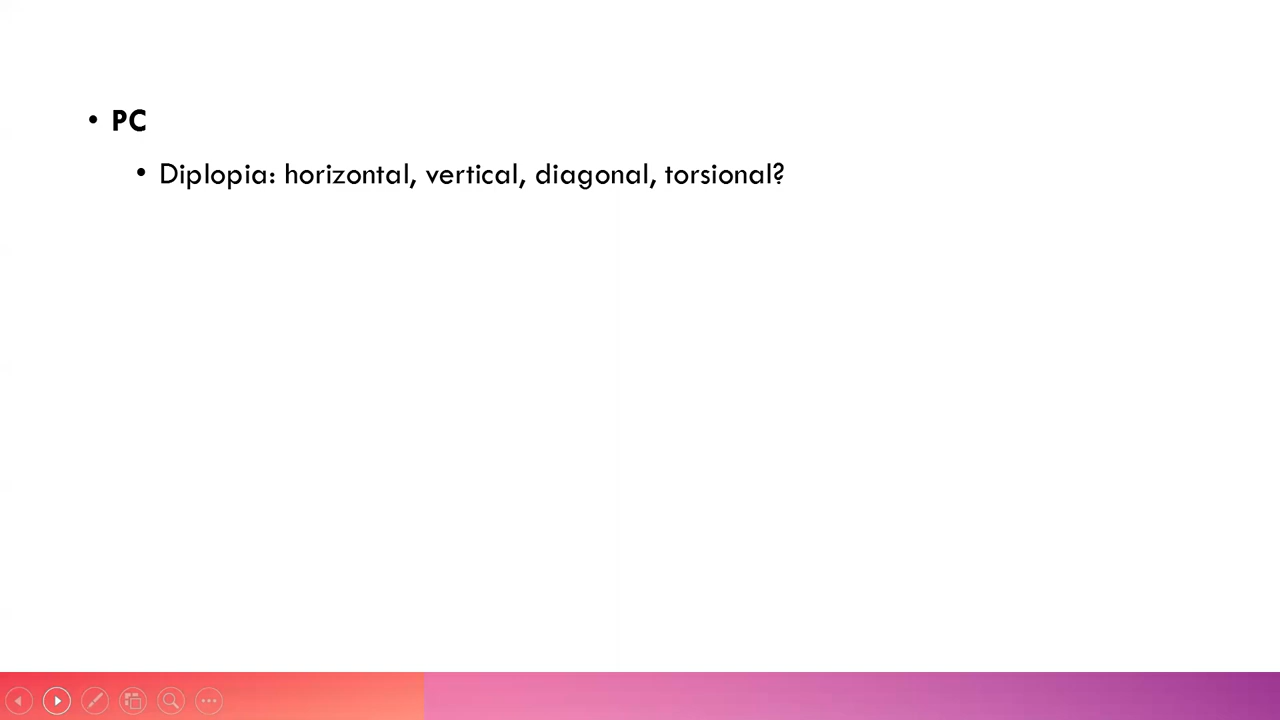 • PC
• Diplopia: horizontal, vertical, diagonal, torsional?